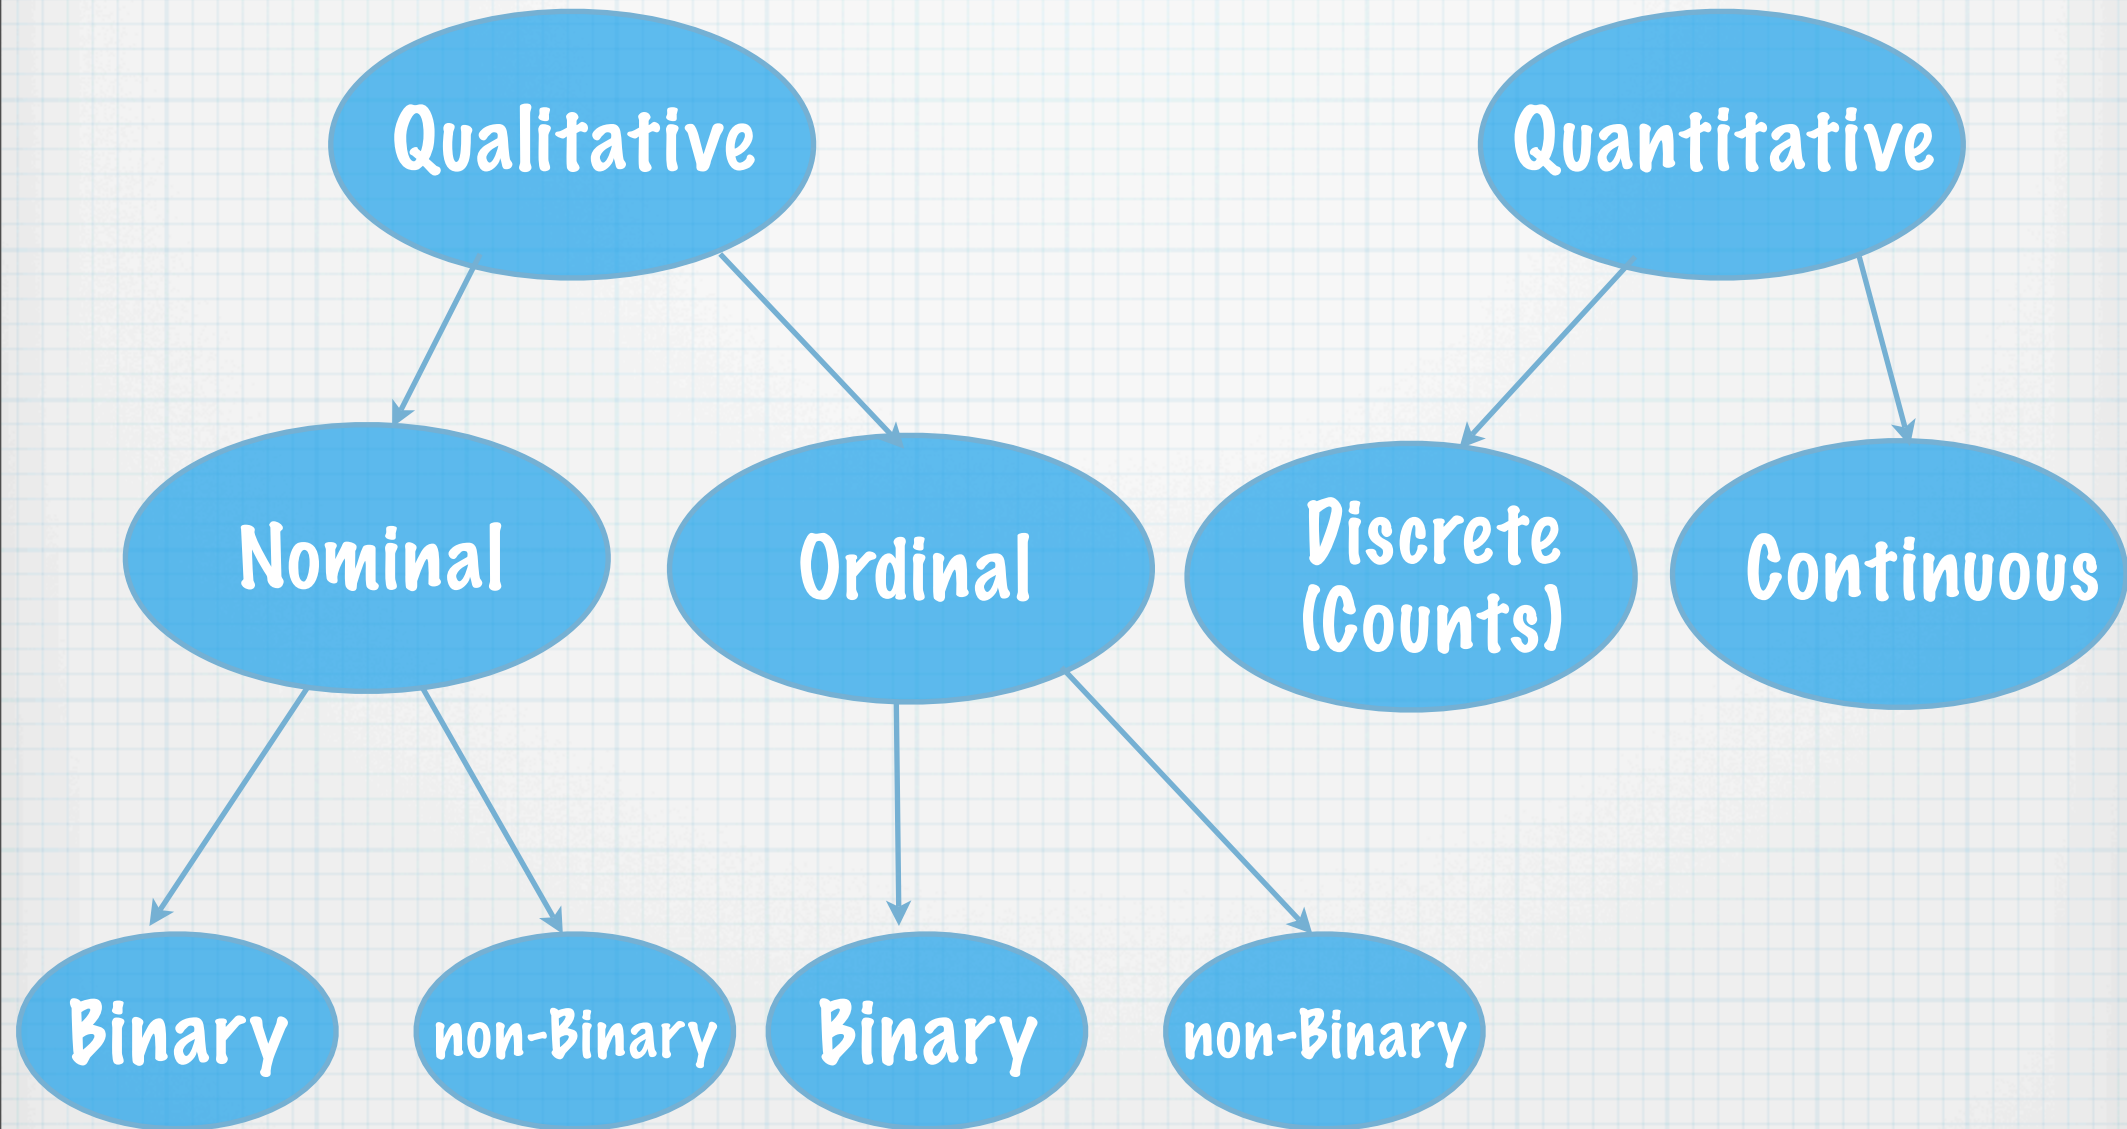 Qualitative
Quantitative
Nominal
Ordinal
Discrete
(Counts)
Continuous
Binary
non-Binary
Binary
non-Binary